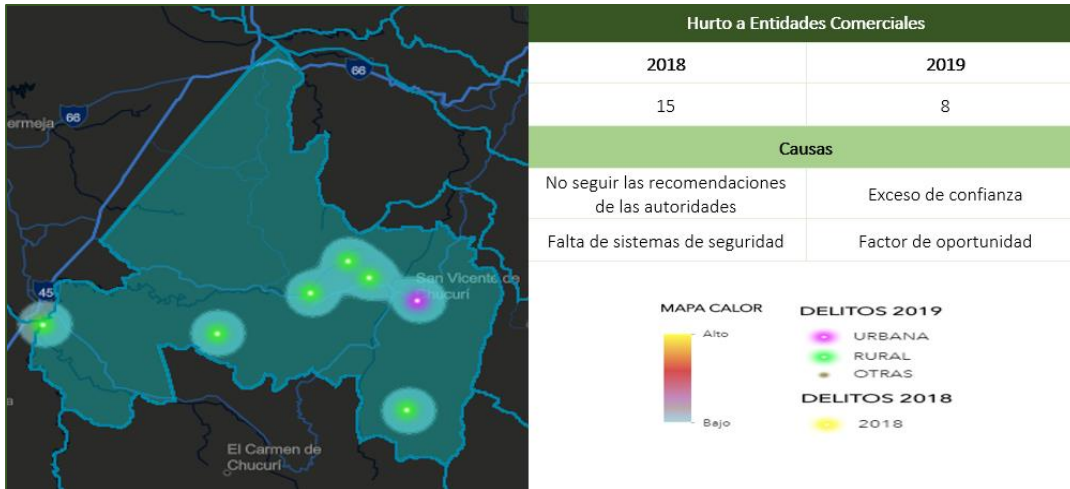 66
66
ermeja
45
San Vicente de
Chucurí
El Carmen de
Chucurí
a
Hurto a Entidades Comerciales
2018 2019
15 8
Causas
No seguir las recomendaciones
de las autoridades
Exceso de confianza
Falta de sistemas de seguridad
Factor de oportunidad
MAPA CALOR
Alto
Bajo
DELITOS 2019
URBANA
RURAL
OTRAS
DELITOS 2018
2018